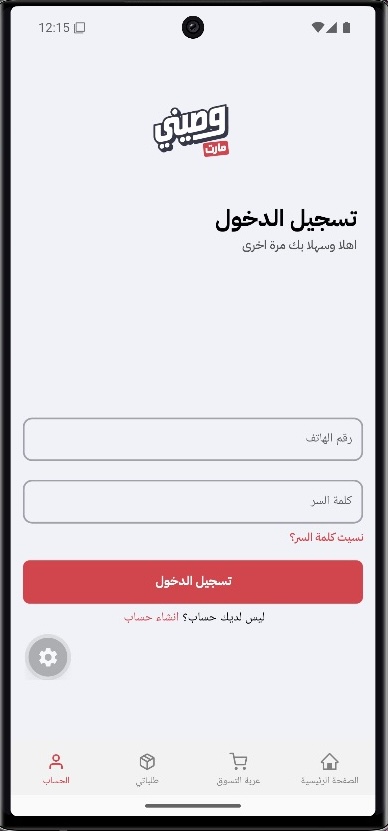 12:15
وصيني
مارت
تسجيل الدخول
اهلا وسهلا بك مرة اخرى
رقم الهاتف
كلمة السر
نسيت كلمة السر؟
تسجيل الدخول
ليس لديك حساب؟ انشاء حساب
الصفحة الرئيسية
عربة التسوق
طلباتي
الحساب